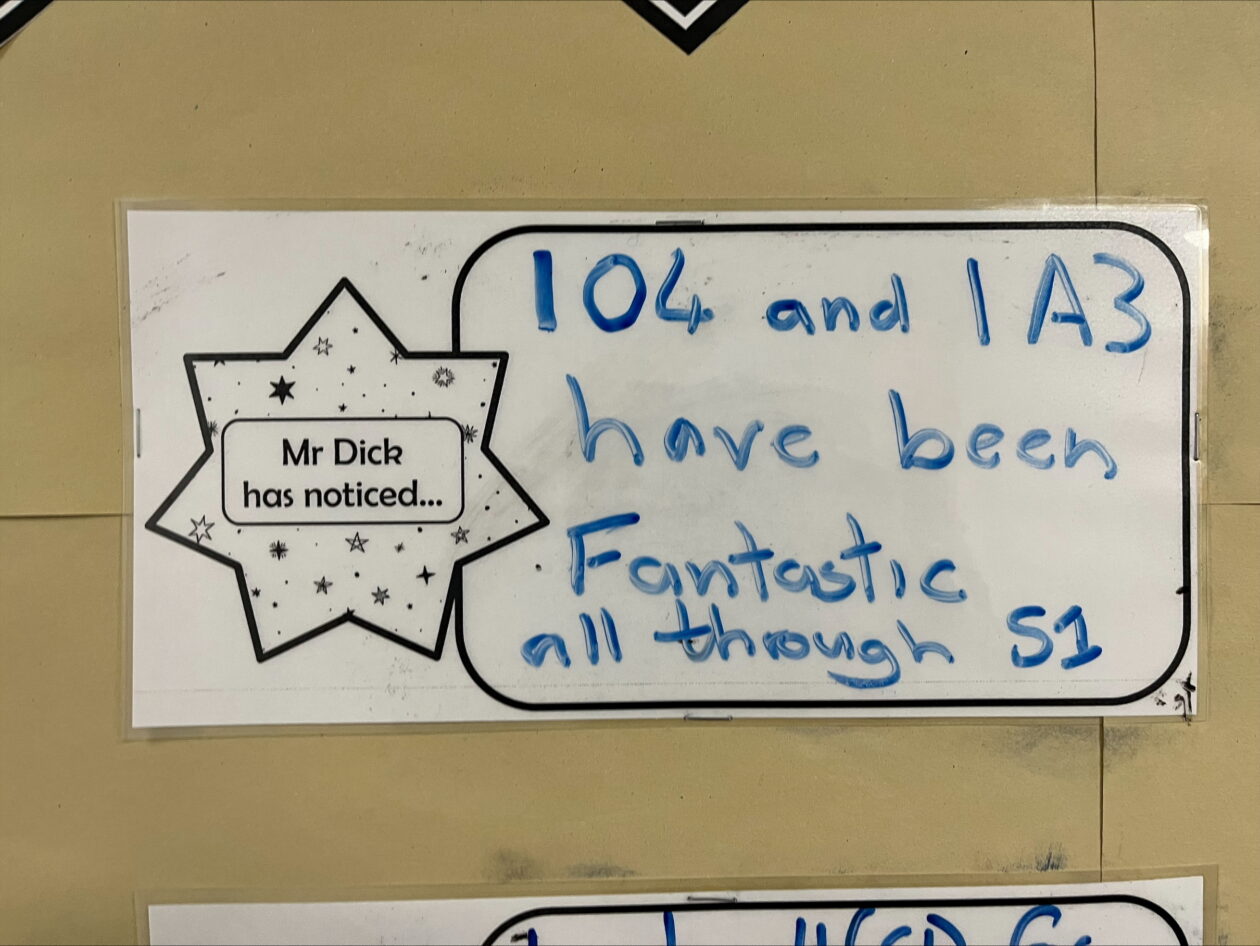 Mr Dick
has noticed...
1O4 and 1A3
have been
Fantastic
all through S1